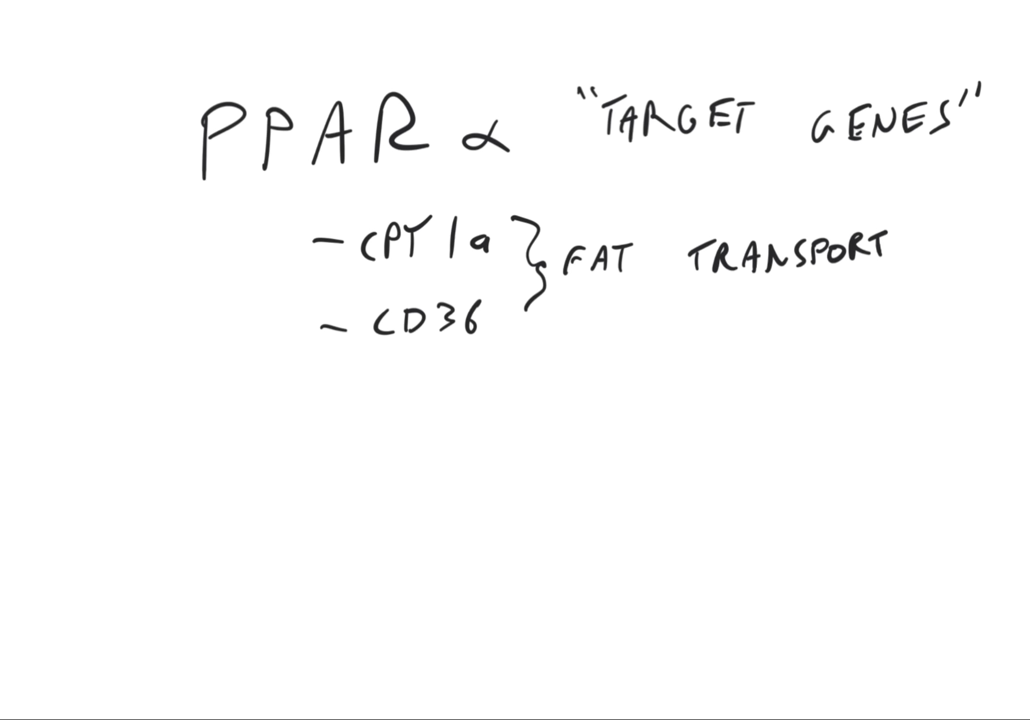 PPARα "TARGET GENES"
- CPT1a } FAT TRANSPORT
- CD36